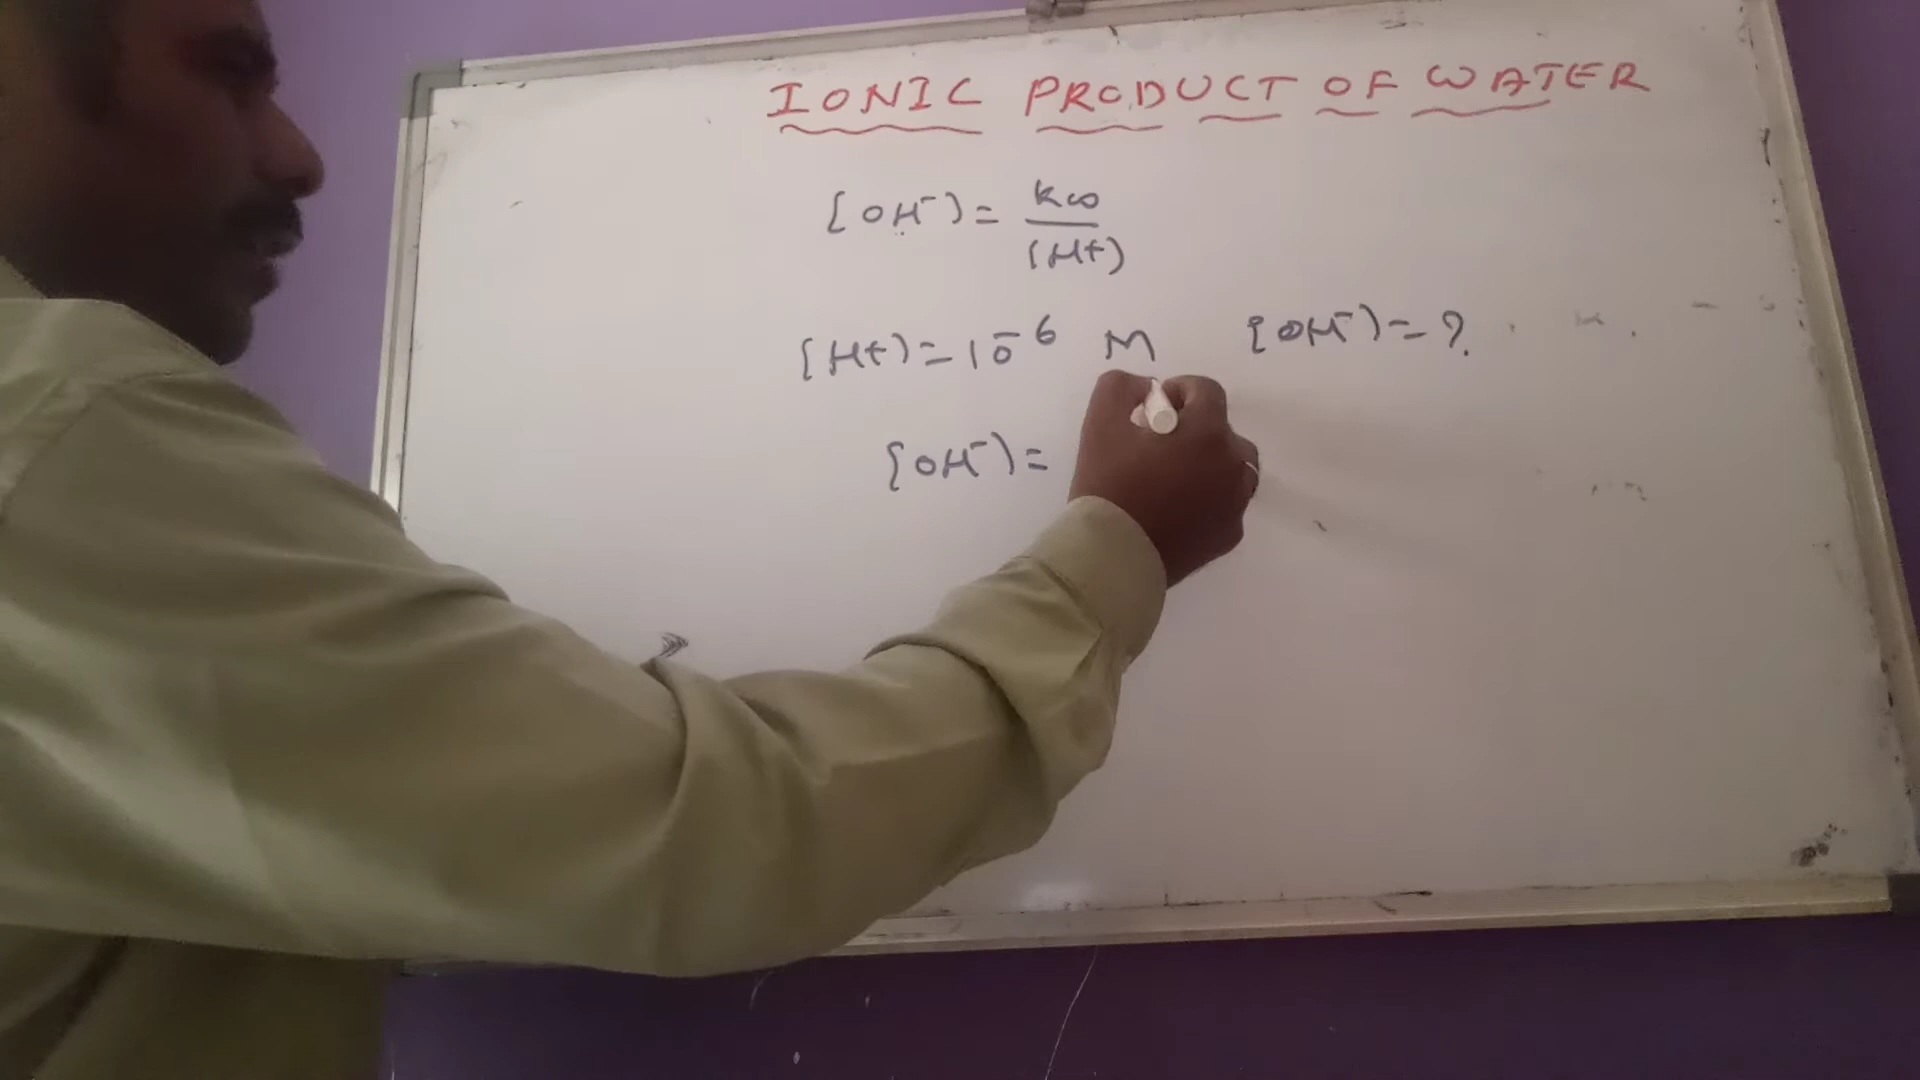 IONIC PRODUCT OF WATER
[OH⁻) = Kw / (H+)
[H+) = 10⁻⁶ M [OH⁻) = ?
[OH⁻) =